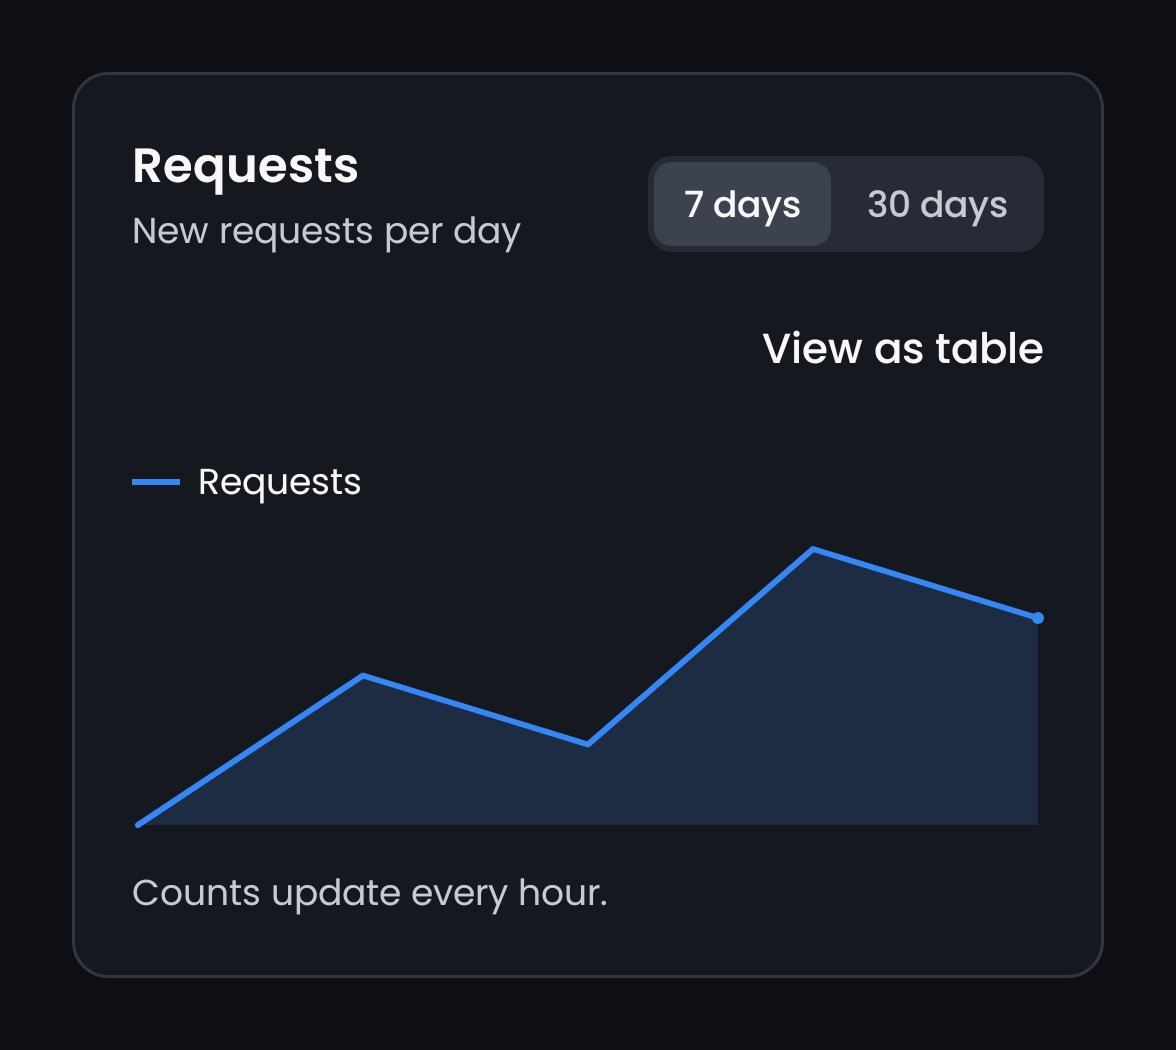 Requests
New requests per day
7 days
30 days
View as table
Requests
Counts update every hour.